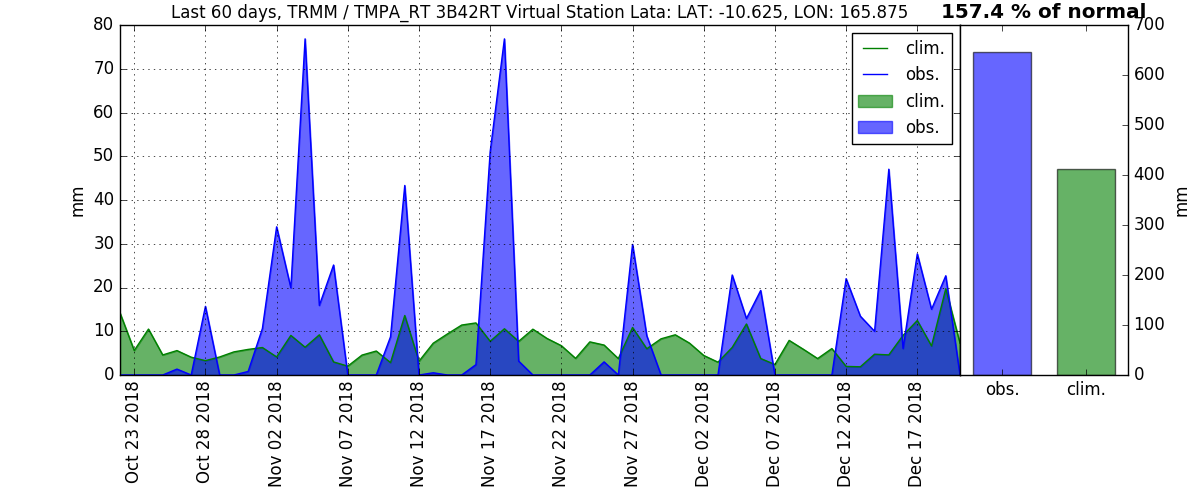 Last 60 days, TRMM / TMPA_RT 3B42RT Virtual Station Lata: LAT: -10.625, LON: 165.875
157.4 % of normal
80
70
60
50
40
30
20
10
0
mm
clim.
obs.
clim.
obs.
Oct 23 2018
Oct 28 2018
Nov 02 2018
Nov 07 2018
Nov 12 2018
Nov 17 2018
Nov 22 2018
Nov 27 2018
Dec 02 2018
Dec 07 2018
Dec 12 2018
Dec 17 2018
700
600
500
400
300
200
100
0
mm
obs.
clim.